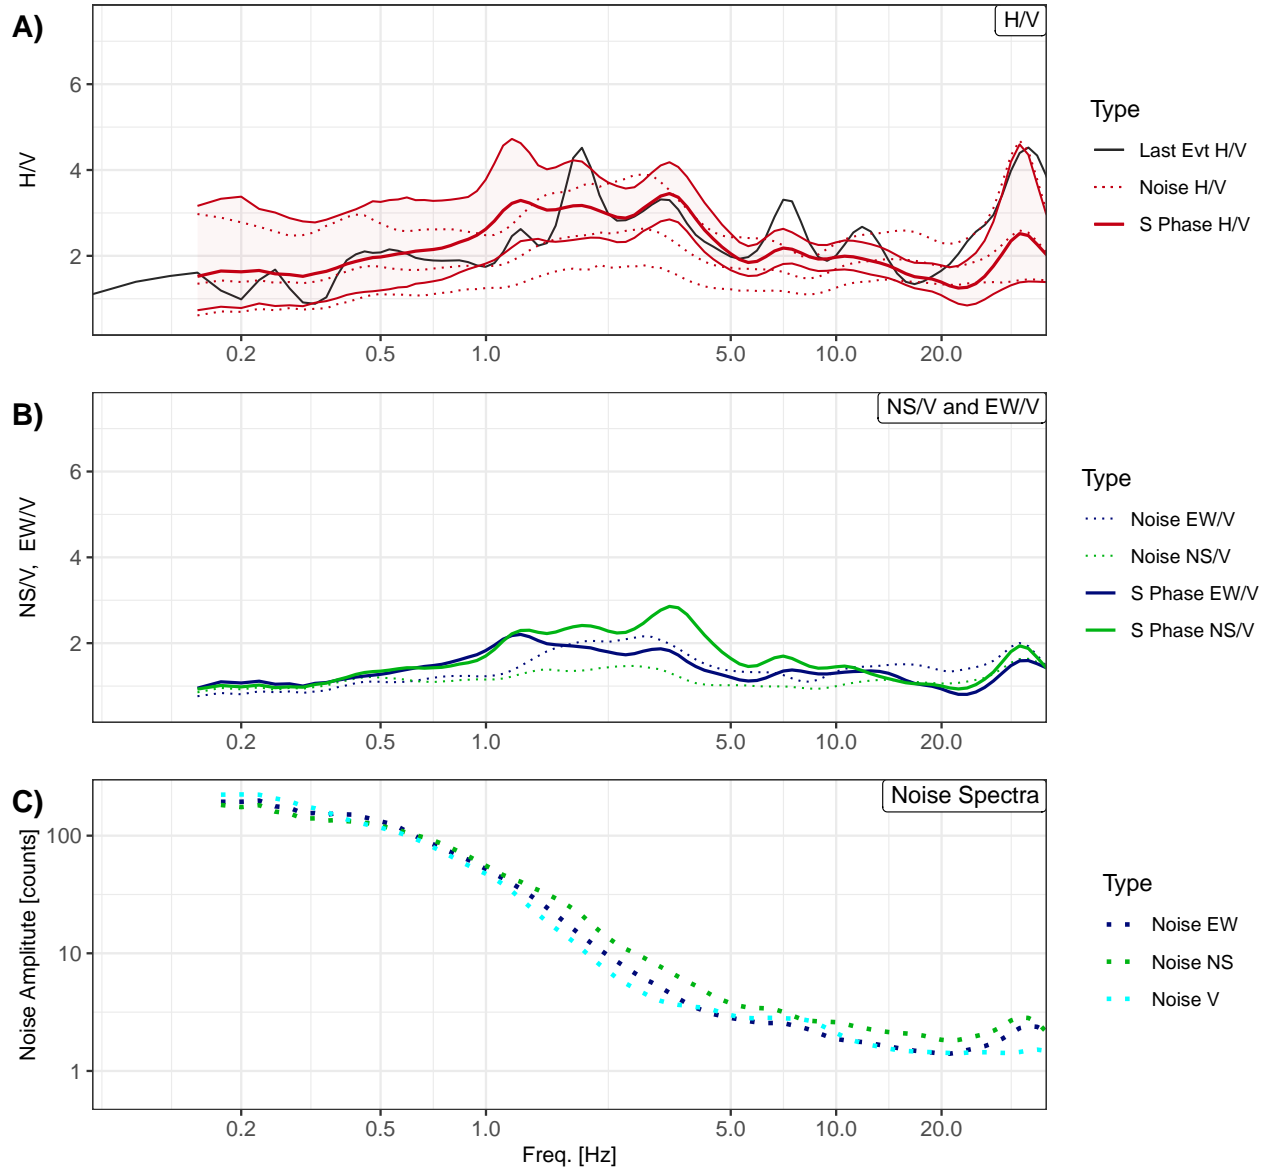 A)
H/V
6
4
2
H/V
0.2 0.5 1.0 5.0 10.0 20.0
Type
Last Evt H/V
Noise H/V
S Phase H/V
B)
NS/V and EW/V
6
4
2
NS/V, EW/V
0.2 0.5 1.0 5.0 10.0 20.0
Type
Noise EW/V
Noise NS/V
S Phase EW/V
S Phase NS/V
C)
Noise Spectra
100
10
1
Noise Amplitute [counts]
0.2 0.5 1.0 5.0 10.0 20.0
Freq. [Hz]
Type
Noise EW
Noise NS
Noise V